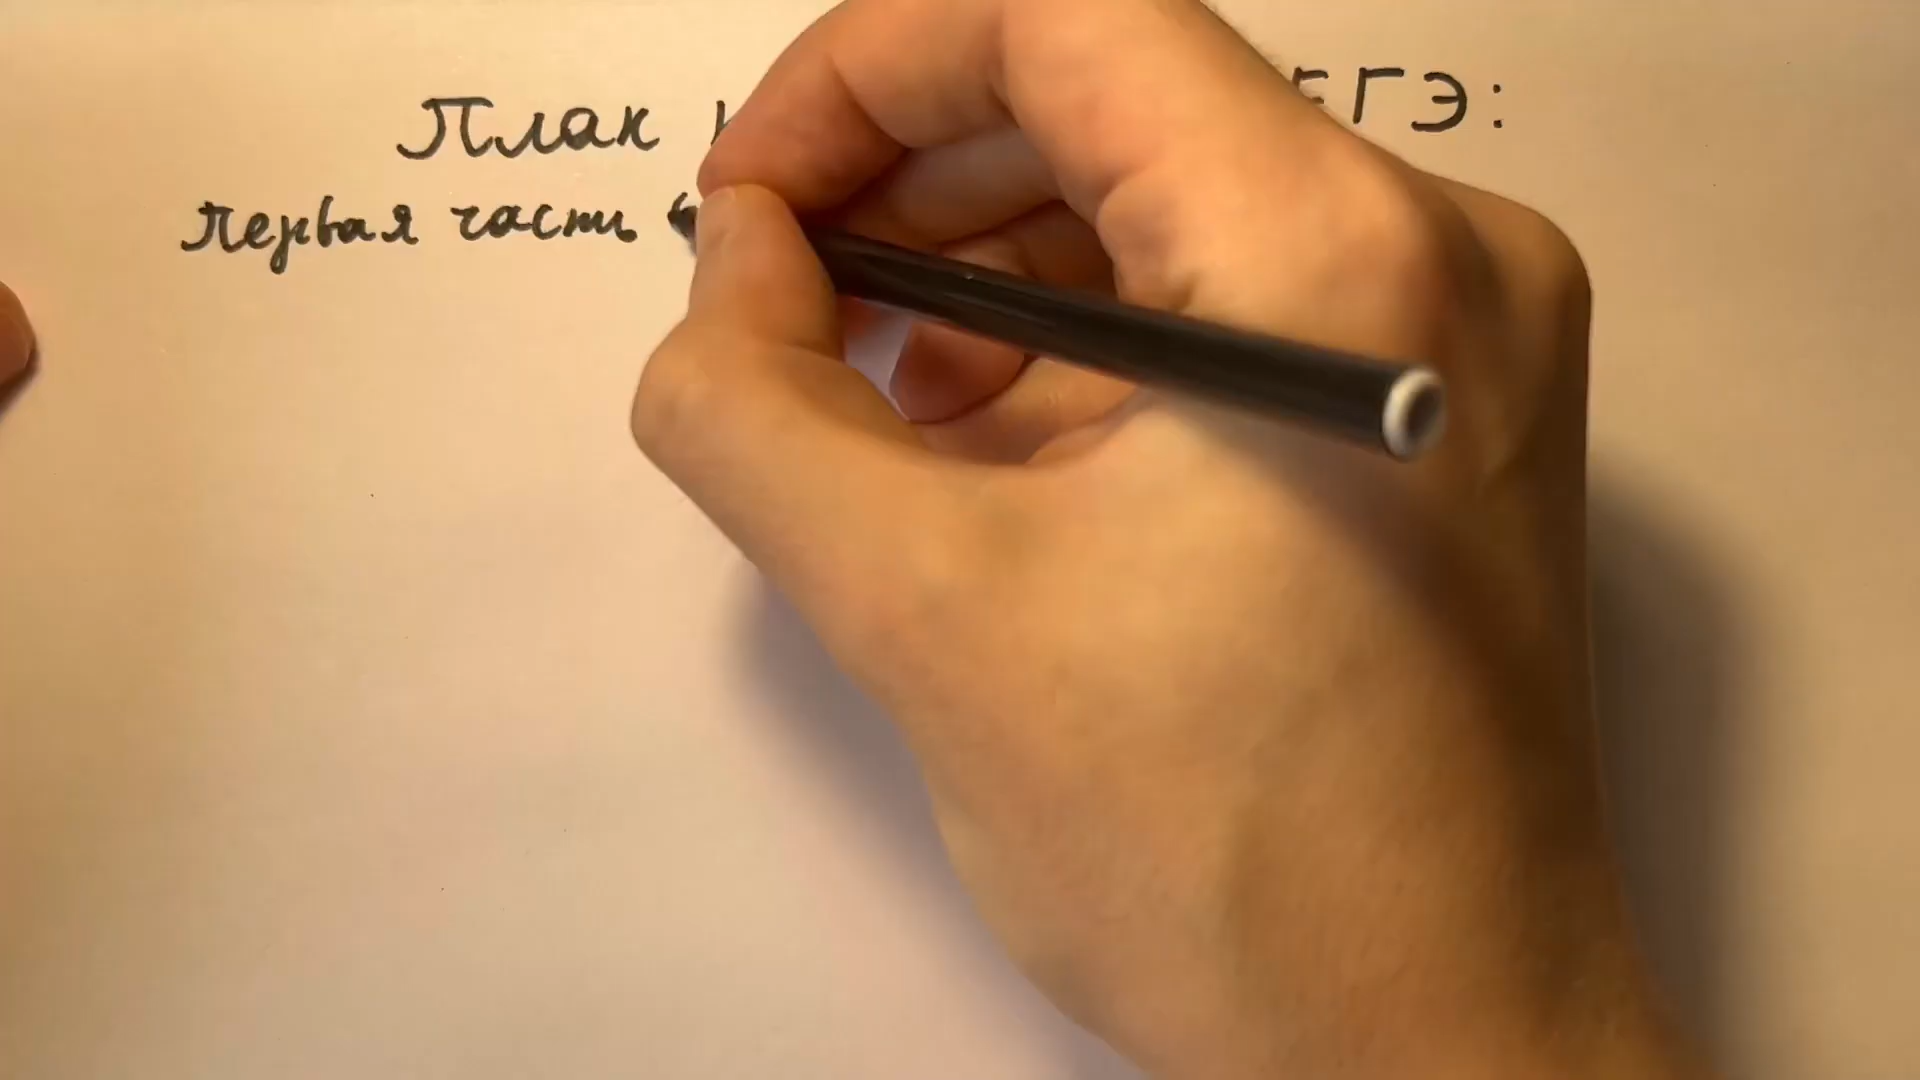 План ЕГЭ:
Первая часть